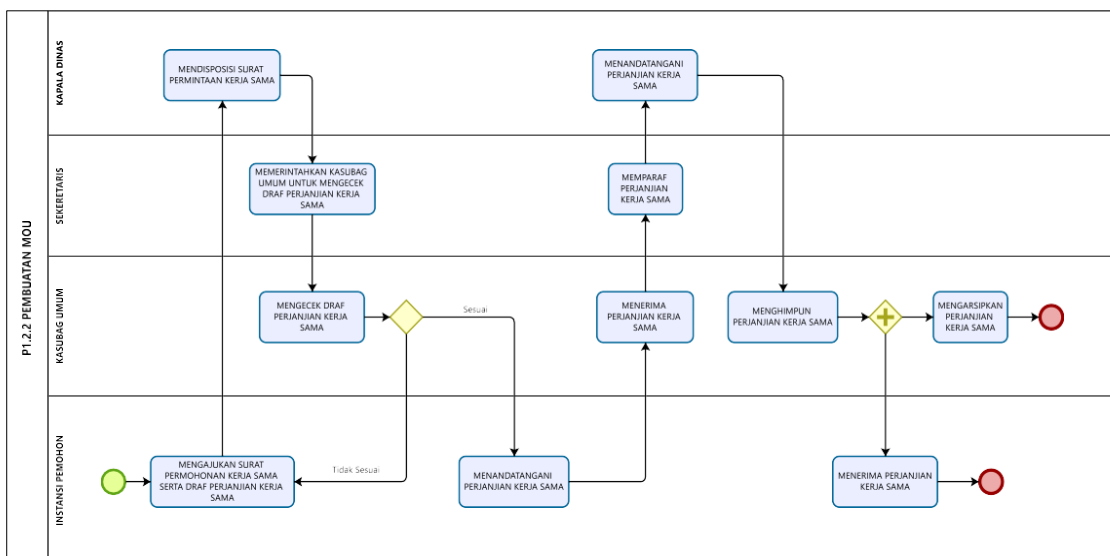 P1.2.2 PEMBUATAN MOU
KAPALA DINAS
MENDISPOSISI SURAT
PERMINTAAN KERJA SAMA
MENANDATANGANI
PERJANJIAN KERJA
SAMA
SEKERETARIS
MEMERINTAHKAN KASUBAG
UMUM UNTUK MENGECEK
DRAF PERJANJIAN KERJA
SAMA
MEMPARAF
PERJANJIAN
KERJA SAMA
KASUBAG UMUM
MENGECEK DRAF
PERJANJIAN KERJA
SAMA
Sesuai
MENERIMA
PERJANJIAN KERJA
SAMA
MENGHIMPUN
PERJANJIAN KERJA SAMA
MENGARSIPKAN
PERJANJIAN
KERJA SAMA
INSTANSI PEMOHON
MENGAJUKAN SURAT
PERMOHONAN KERJA SAMA
SERTA DRAF PERJANJIAN KERJA
SAMA
Tidak Sesuai
MENANDATANGANI
PERJANJIAN KERJA SAMA
MENERIMA PERJANJIAN
KERJA SAMA